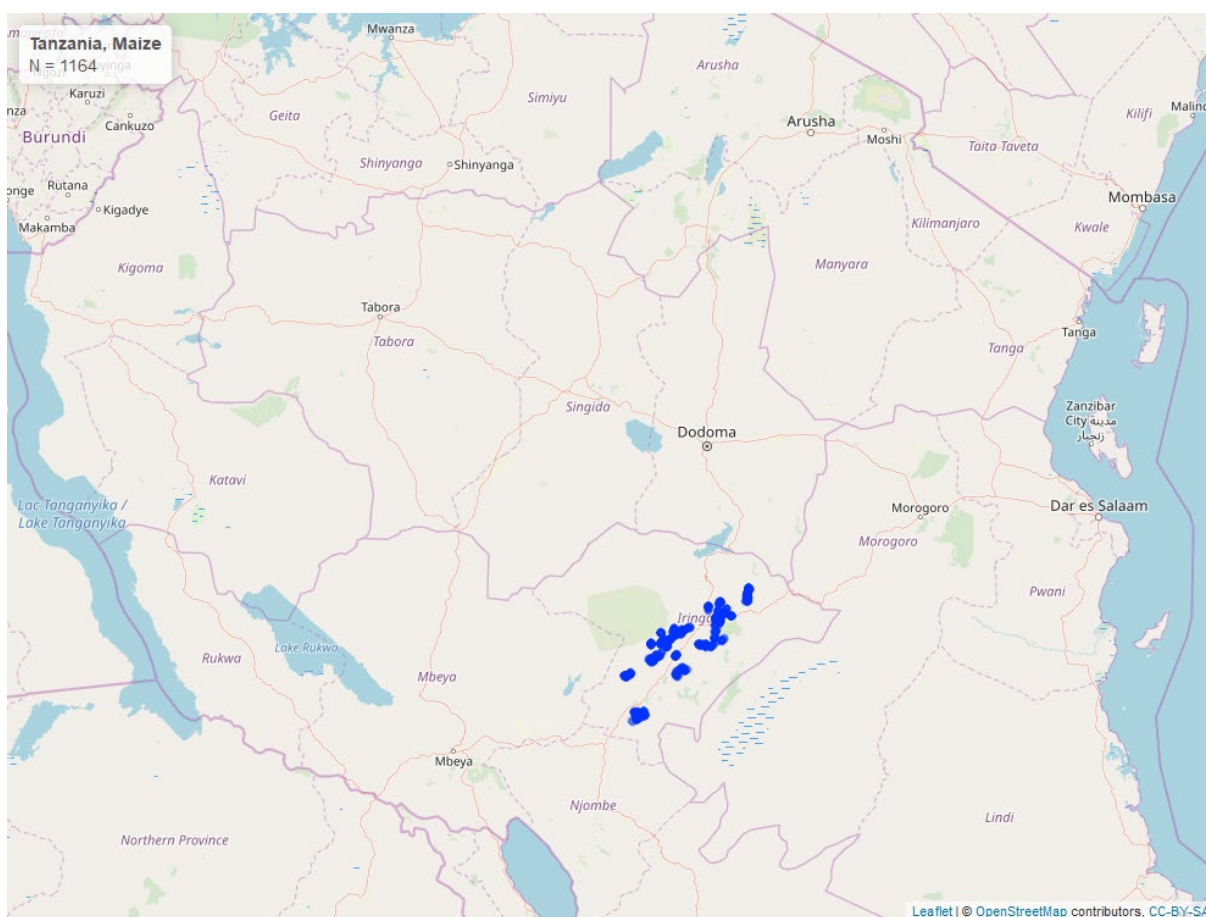 Tanzania, Maize
N = 1164
Mwanza
Arusha
Ngozi
Karuzi
Cankuzo
Burundi
Geita
Simiyu
Kilifi
Arusha
Moshi
Taita Taveta
Shinyanga
Shinyanga
Rutana
Kigadye
Makamba
Mombasa
Kilimanjaro
Kwale
Kigoma
Manyara
Tabora
Tabora
Tanga
Tanga
Singida
Zanzibar
City مدينة
زنجبار
Dodoma
Katavi
Lac Tanganyika /
Lake Tanganyika
Morogoro
Dar es Salaam
Morogoro
Pwani
Lake Rukwa
Rukwa
Mbeya
Mbeya
Njombe
Lindi
Northern Province
Leaflet | © OpenStreetMap contributors, CC-BY-SA